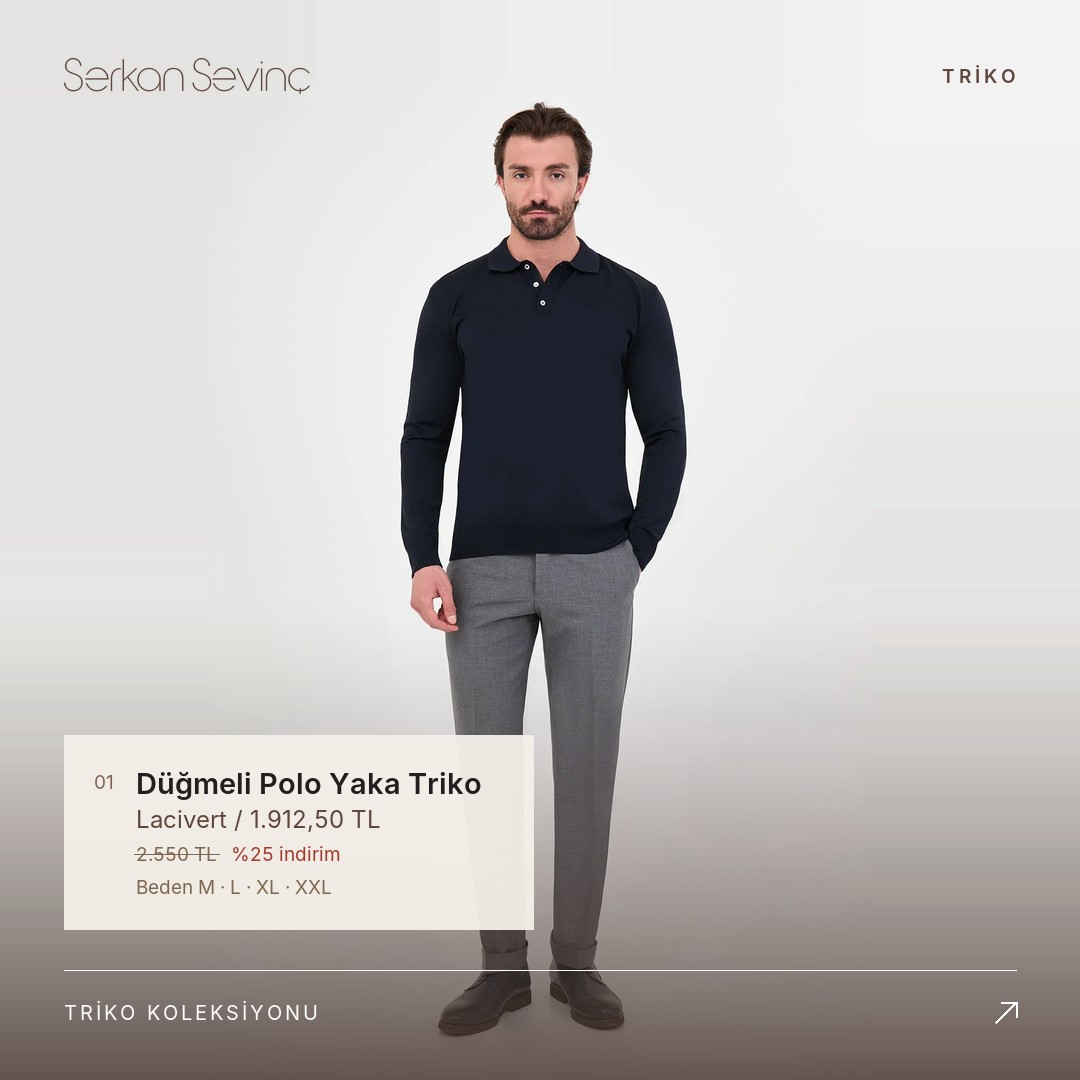 Serkan Sevinç
TRİKO
01 Düğmeli Polo Yaka Triko
Lacivert / 1.912,50 TL
2.550 TL %25 indirim
Beden M · L · XL · XXL
TRİKO KOLEKSİYONU